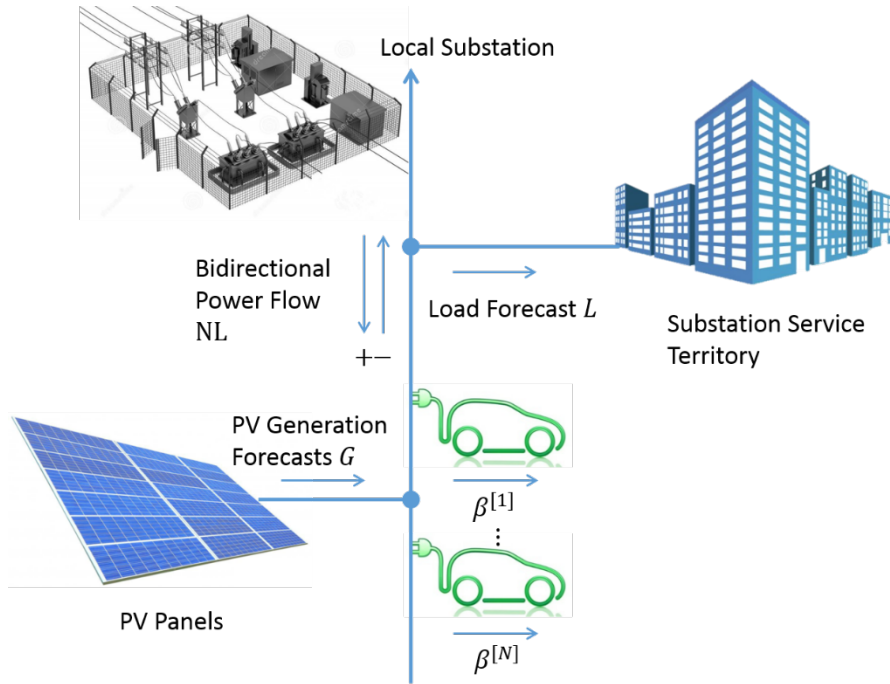 Local Substation
Bidirectional
Power Flow
NL
+−
Load Forecast L
Substation Service
Territory
PV Generation
Forecasts G
β^[1]
⋮
β^[N]
PV Panels